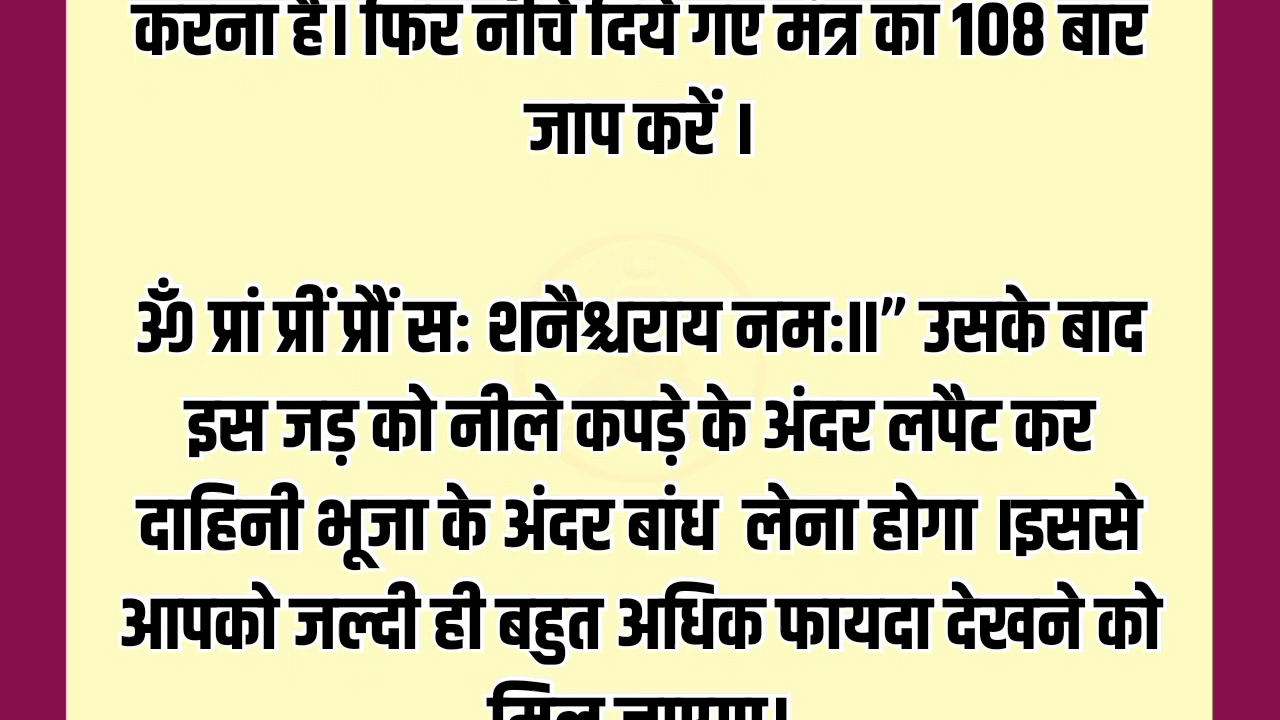 करना है। फिर नीचे दिये गए मंत्र का 108 बार
जाप करें ।
ॐ प्रां प्रीं प्रौं स: शनैश्चराय नम:॥” उसके बाद
इस जड़ को नीले कपड़े के अंदर लपैट कर
दाहिनी भूजा के अंदर बांध लेना होगा ।इससे
आपको जल्दी ही बहुत अधिक फायदा देखने को
मिल जाएगा।